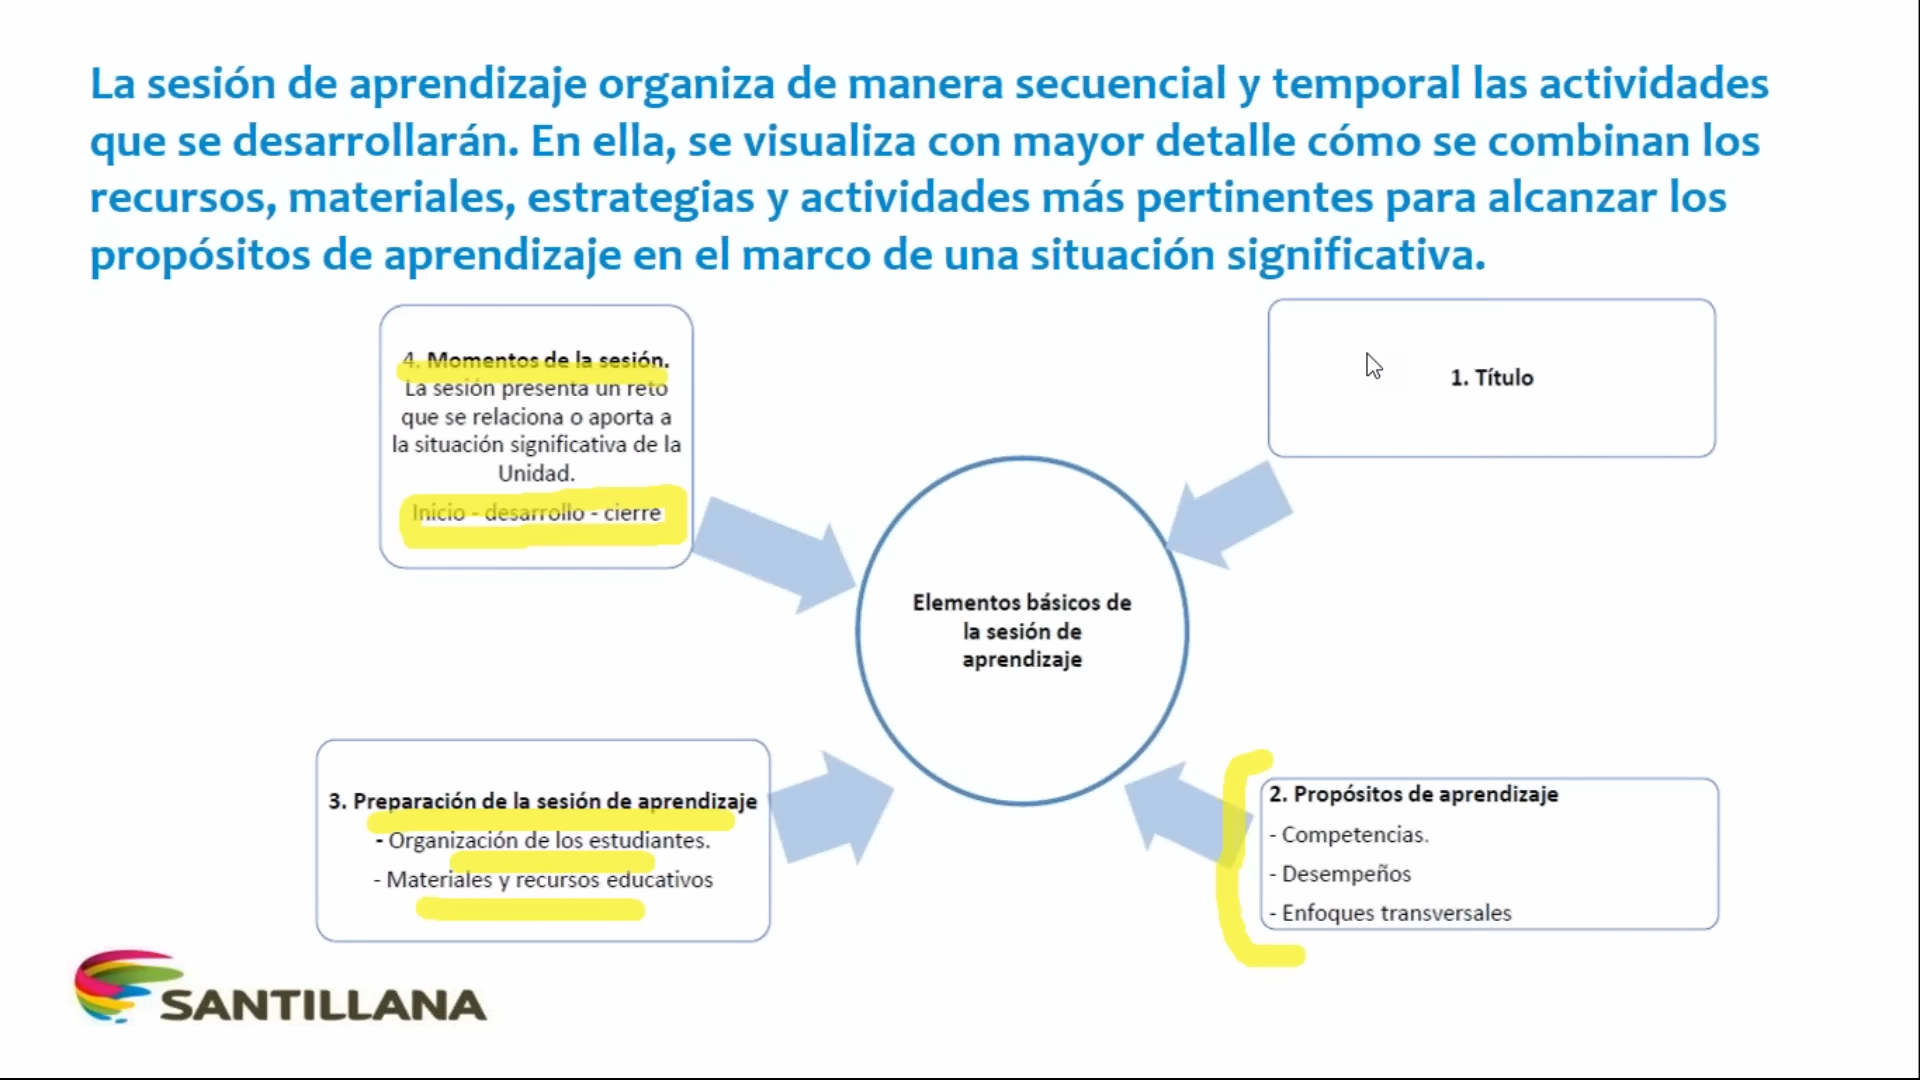 La sesión de aprendizaje organiza de manera secuencial y temporal las actividades
que se desarrollarán. En ella, se visualiza con mayor detalle cómo se combinan los
recursos, materiales, estrategias y actividades más pertinentes para alcanzar los
propósitos de aprendizaje en el marco de una situación significativa.
1. Título
2. Propósitos de aprendizaje
- Competencias.
- Desempeños
- Enfoques transversales
3. Preparación de la sesión de aprendizaje
- Organización de los estudiantes.
- Materiales y recursos educativos
4. Momentos de la sesión.
La sesión presenta un reto
que se relaciona o aporta a
la situación significativa de la
Unidad.
Inicio - desarrollo - cierre
Elementos básicos de
la sesión de
aprendizaje
SANTILLANA